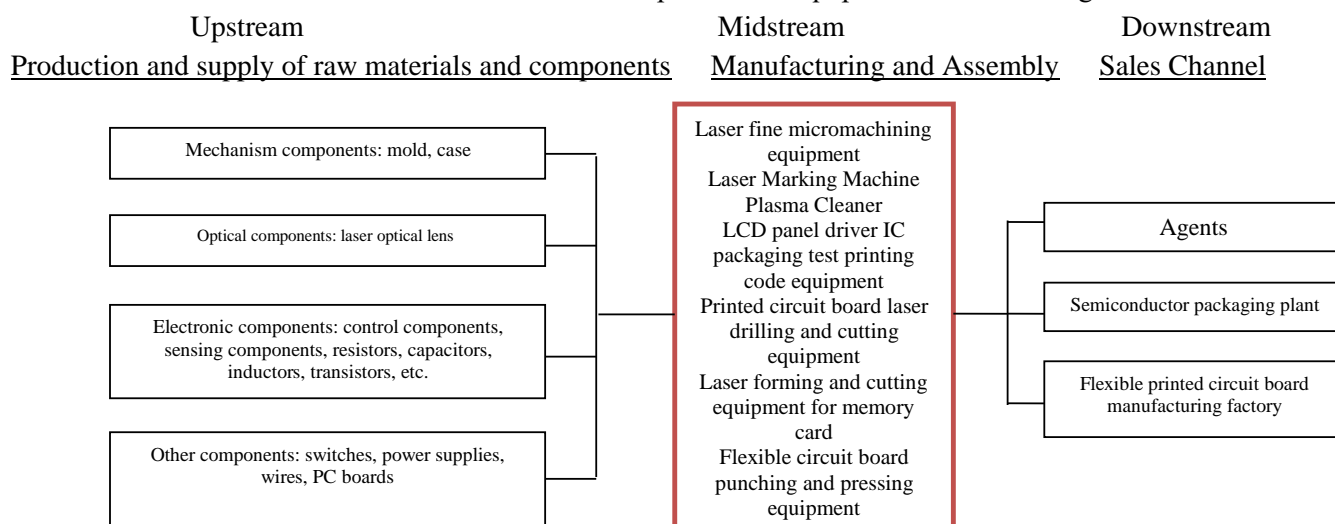 Upstream
Midstream
Downstream
Production and supply of raw materials and components
Manufacturing and Assembly
Sales Channel
Mechanism components: mold, case
Optical components: laser optical lens
Electronic components: control components,
sensing components, resistors, capacitors,
inductors, transistors, etc.
Other components: switches, power supplies,
wires, PC boards
Laser fine micromachining
equipment
Laser Marking Machine
Plasma Cleaner
LCD panel driver IC
packaging test printing
code equipment
Printed circuit board laser
drilling and cutting
equipment
Laser forming and cutting
equipment for memory
card
Flexible circuit board
punching and pressing
equipment
Agents
Semiconductor packaging plant
Flexible printed circuit board
manufacturing factory